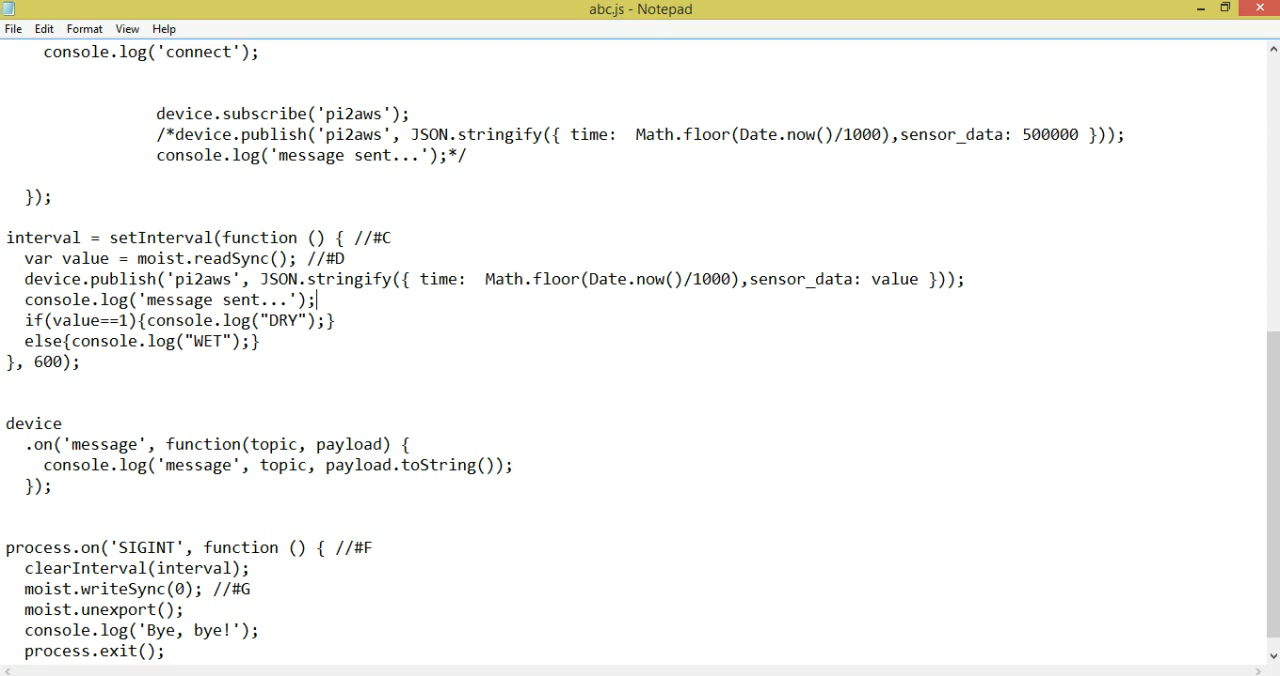 abc.js - Notepad
File Edit Format View Help
console.log('connect');
device.subscribe('pi2aws');
/*device.publish('pi2aws', JSON.stringify({ time:  Math.floor(Date.now()/1000),sensor_data: 500000 }));
console.log('message sent...');*/
});
interval = setInterval(function () { //#C
var value = moist.readSync(); //#D
device.publish('pi2aws', JSON.stringify({ time:  Math.floor(Date.now()/1000),sensor_data: value }));
console.log('message sent...');
if(value==1){console.log("DRY");}
else{console.log("WET");}
}, 600);
device
.on('message', function(topic, payload) {
console.log('message', topic, payload.toString());
});
process.on('SIGINT', function () { //#F
clearInterval(interval);
moist.writeSync(0); //#G
moist.unexport();
console.log('Bye, bye!');
process.exit();